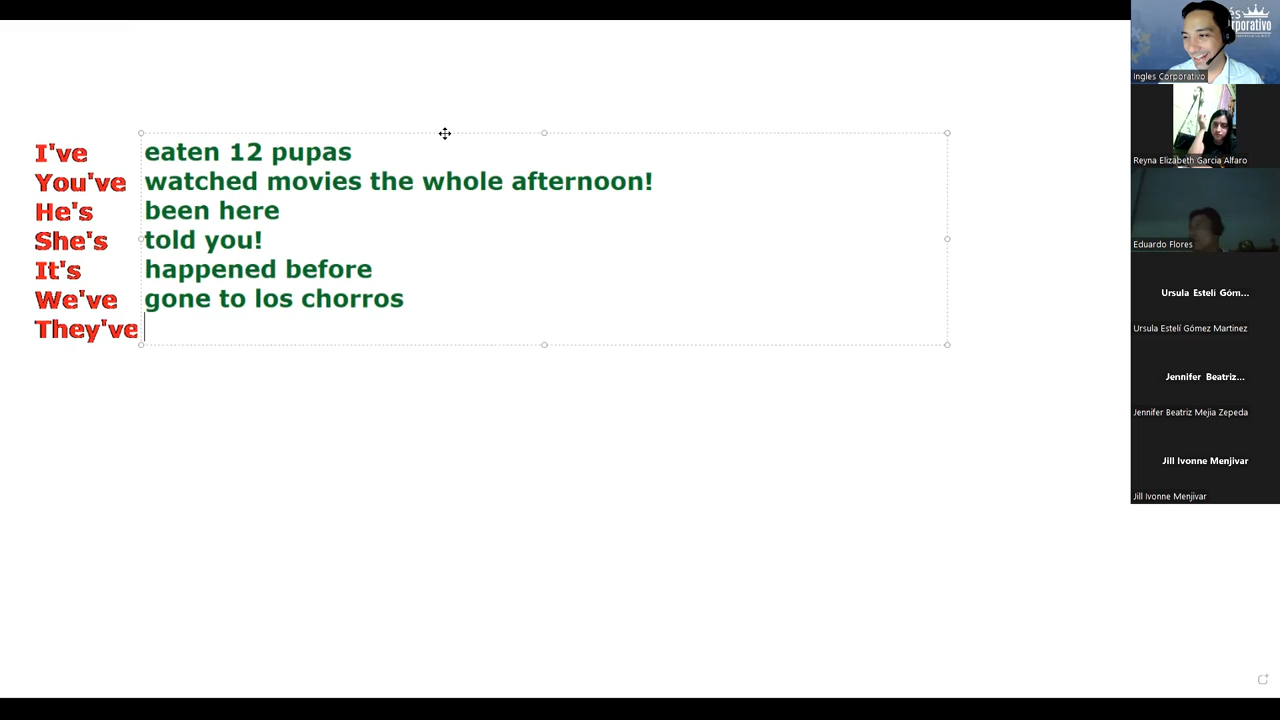 I've eaten 12 pupas
You've watched movies the whole afternoon!
He's been here
She's told you!
It's happened before
We've gone to los chorros
They've
Ingles Corporativo
Reyna Elizabeth Garcia Alfaro
Eduardo Flores
Ursula Estelí Góm...
Ursula Estelí Gómez Martinez
Jennifer Beatriz...
Jennifer Beatriz Mejia Zepeda
Jill Ivonne Menjivar
Jill Ivonne Menjivar